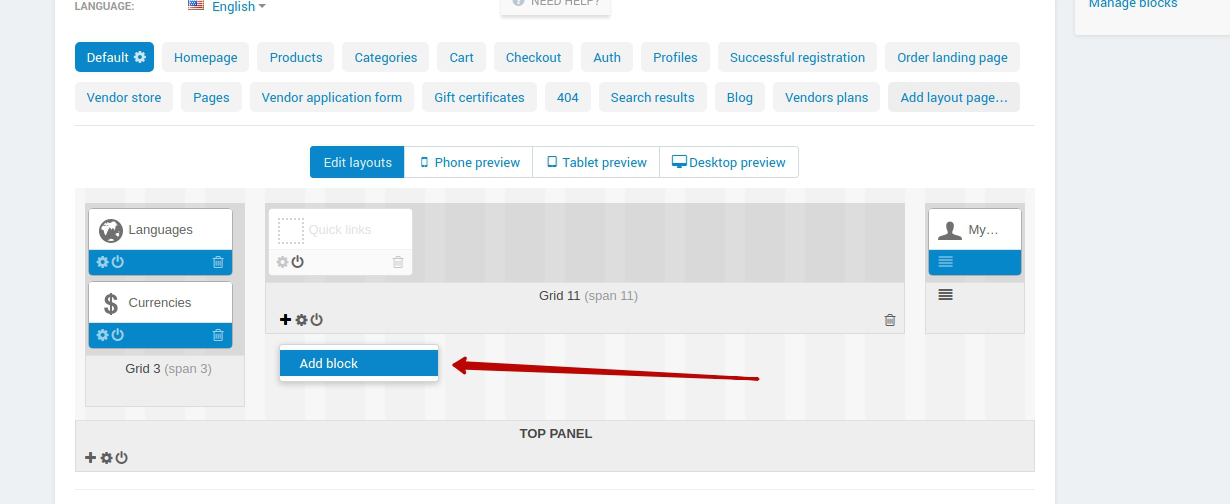 LANGUAGE: English
NEED HELP?
Manage blocks
Default Homepage Products Categories Cart Checkout Auth Profiles Successful registration Order landing page
Vendor store Pages Vendor application form Gift certificates 404 Search results Blog Vendors plans Add layout page...
Edit layouts Phone preview Tablet preview Desktop preview
Languages Quick links My...
Grid 11 (span 11)
$ Currencies
Add block
Grid 3 (span 3)
TOP PANEL